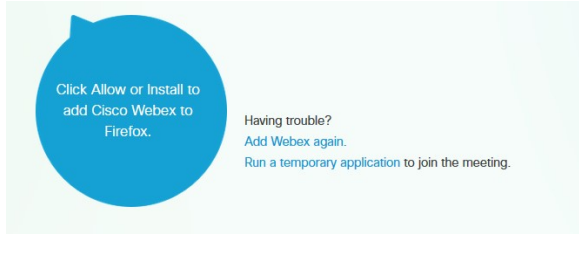 Click Allow or Install to
add Cisco Webex to
Firefox.
Having trouble?
Add Webex again.
Run a temporary application to join the meeting.